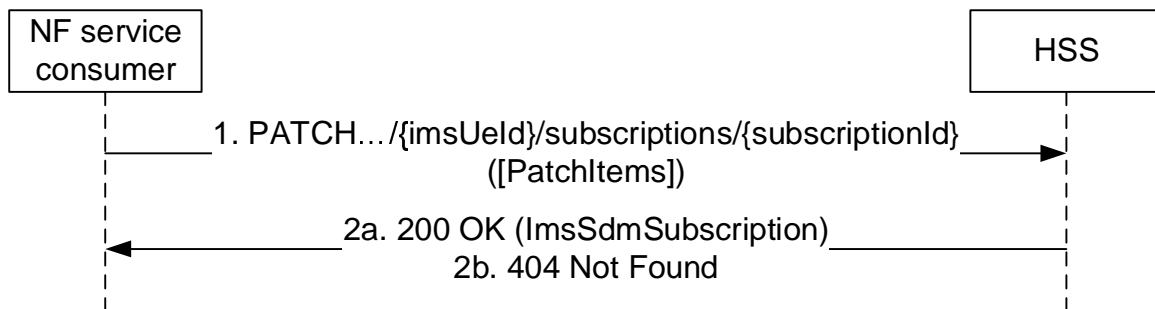 NF service
consumer
HSS
1. PATCH.../{imsUeId}/subscriptions/{subscriptionId}
([PatchItems])
2a. 200 OK (ImsSdmSubscription)
2b. 404 Not Found